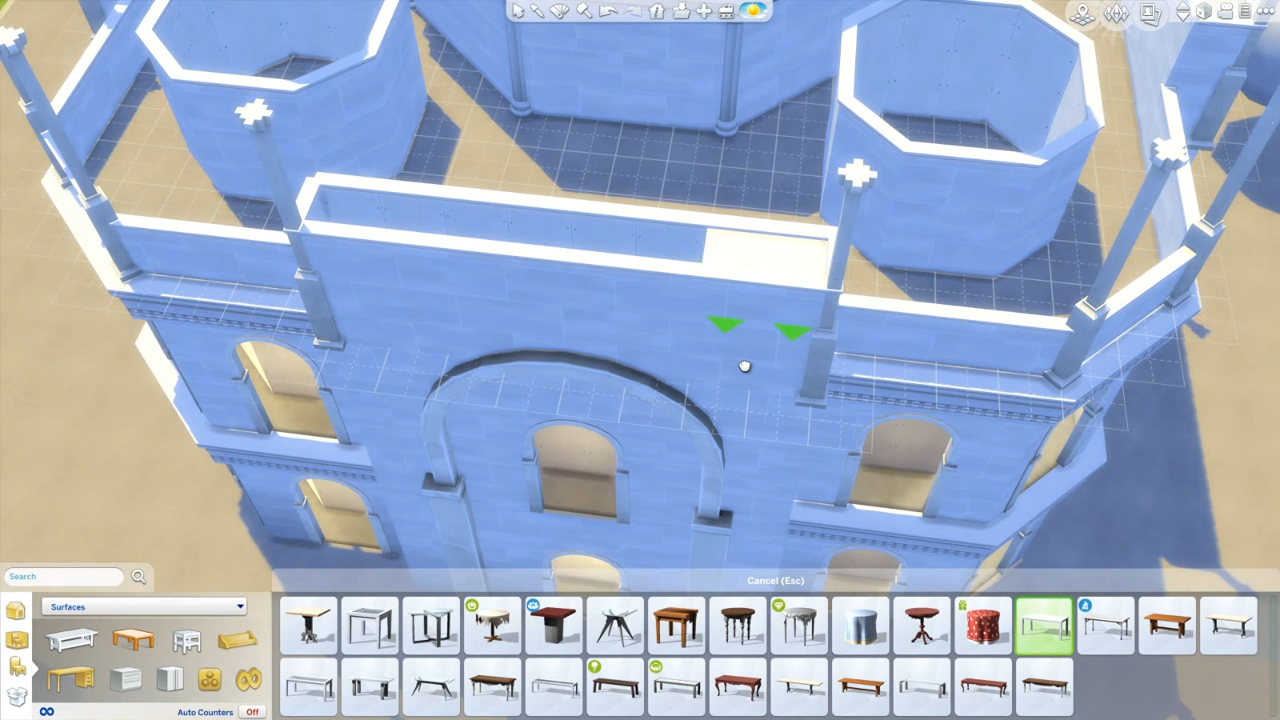 Cancel (Esc)
Search
Surfaces
Auto Counters
Off